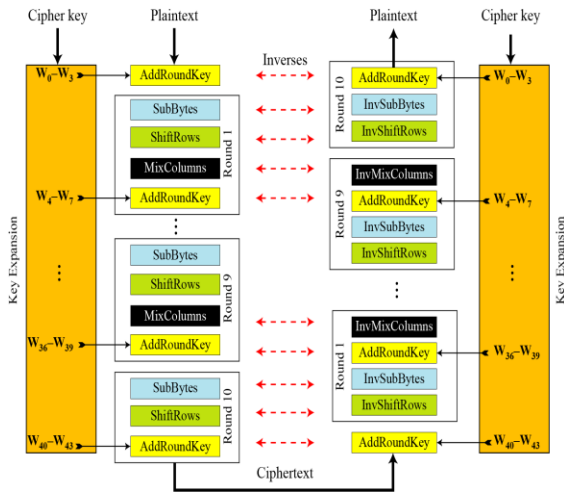 Cipher key
Plaintext
Plaintext
Cipher key
W0–W3
AddRoundKey
Inverses
AddRoundKey
W0–W3
SubBytes
ShiftRows
MixColumns
AddRoundKey
Round 1
W4–W7
InvSubBytes
InvShiftRows
Round 10
InvMixColumns
AddRoundKey
InvSubBytes
InvShiftRows
Round 9
W4–W7
⋮
⋮
Key Expansion
SubBytes
ShiftRows
MixColumns
AddRoundKey
Round 9
W36–W39
⋮
⋮
Key Expansion
InvMixColumns
AddRoundKey
InvSubBytes
InvShiftRows
Round 1
W36–W39
SubBytes
ShiftRows
AddRoundKey
Round 10
W40–W43
AddRoundKey
W40–W43
Ciphertext